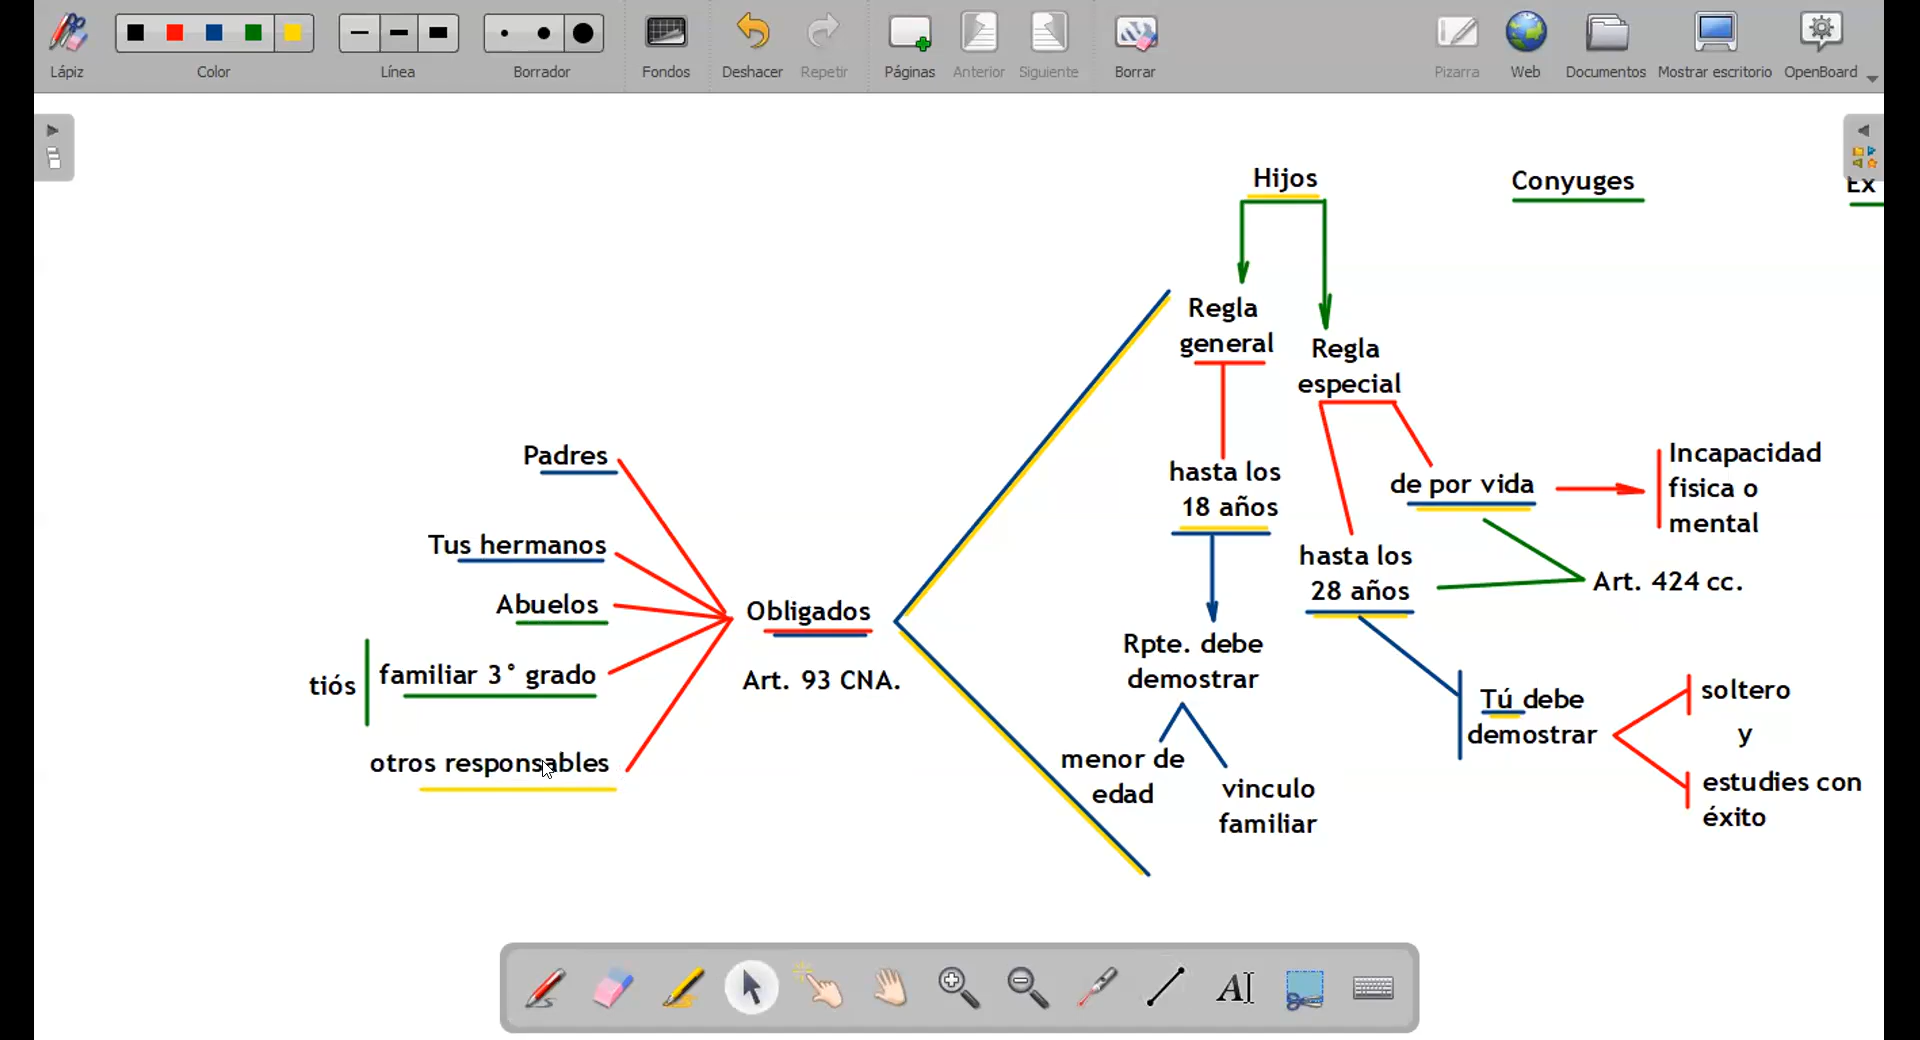 Lápiz
Color
Línea
Borrador
Fondos
Deshacer
Repetir
Páginas
Anterior
Siguiente
Borrar
Pizarra
Web
Documentos
Mostrar escritorio
OpenBoard
Hijos
Conyuges
Ex
Regla
general
Regla
especial
Padres
Tus hermanos
Abuelos
tiós
familiar 3° grado
otros responsables
Obligados
Art. 93 CNA.
hasta los
18 años
de por vida
Incapacidad
fisica o
mental
hasta los
28 años
Art. 424 cc.
Rpte. debe
demostrar
menor de
edad
vinculo
familiar
Tú debe
demostrar
soltero
y
estudies con
éxito
AI